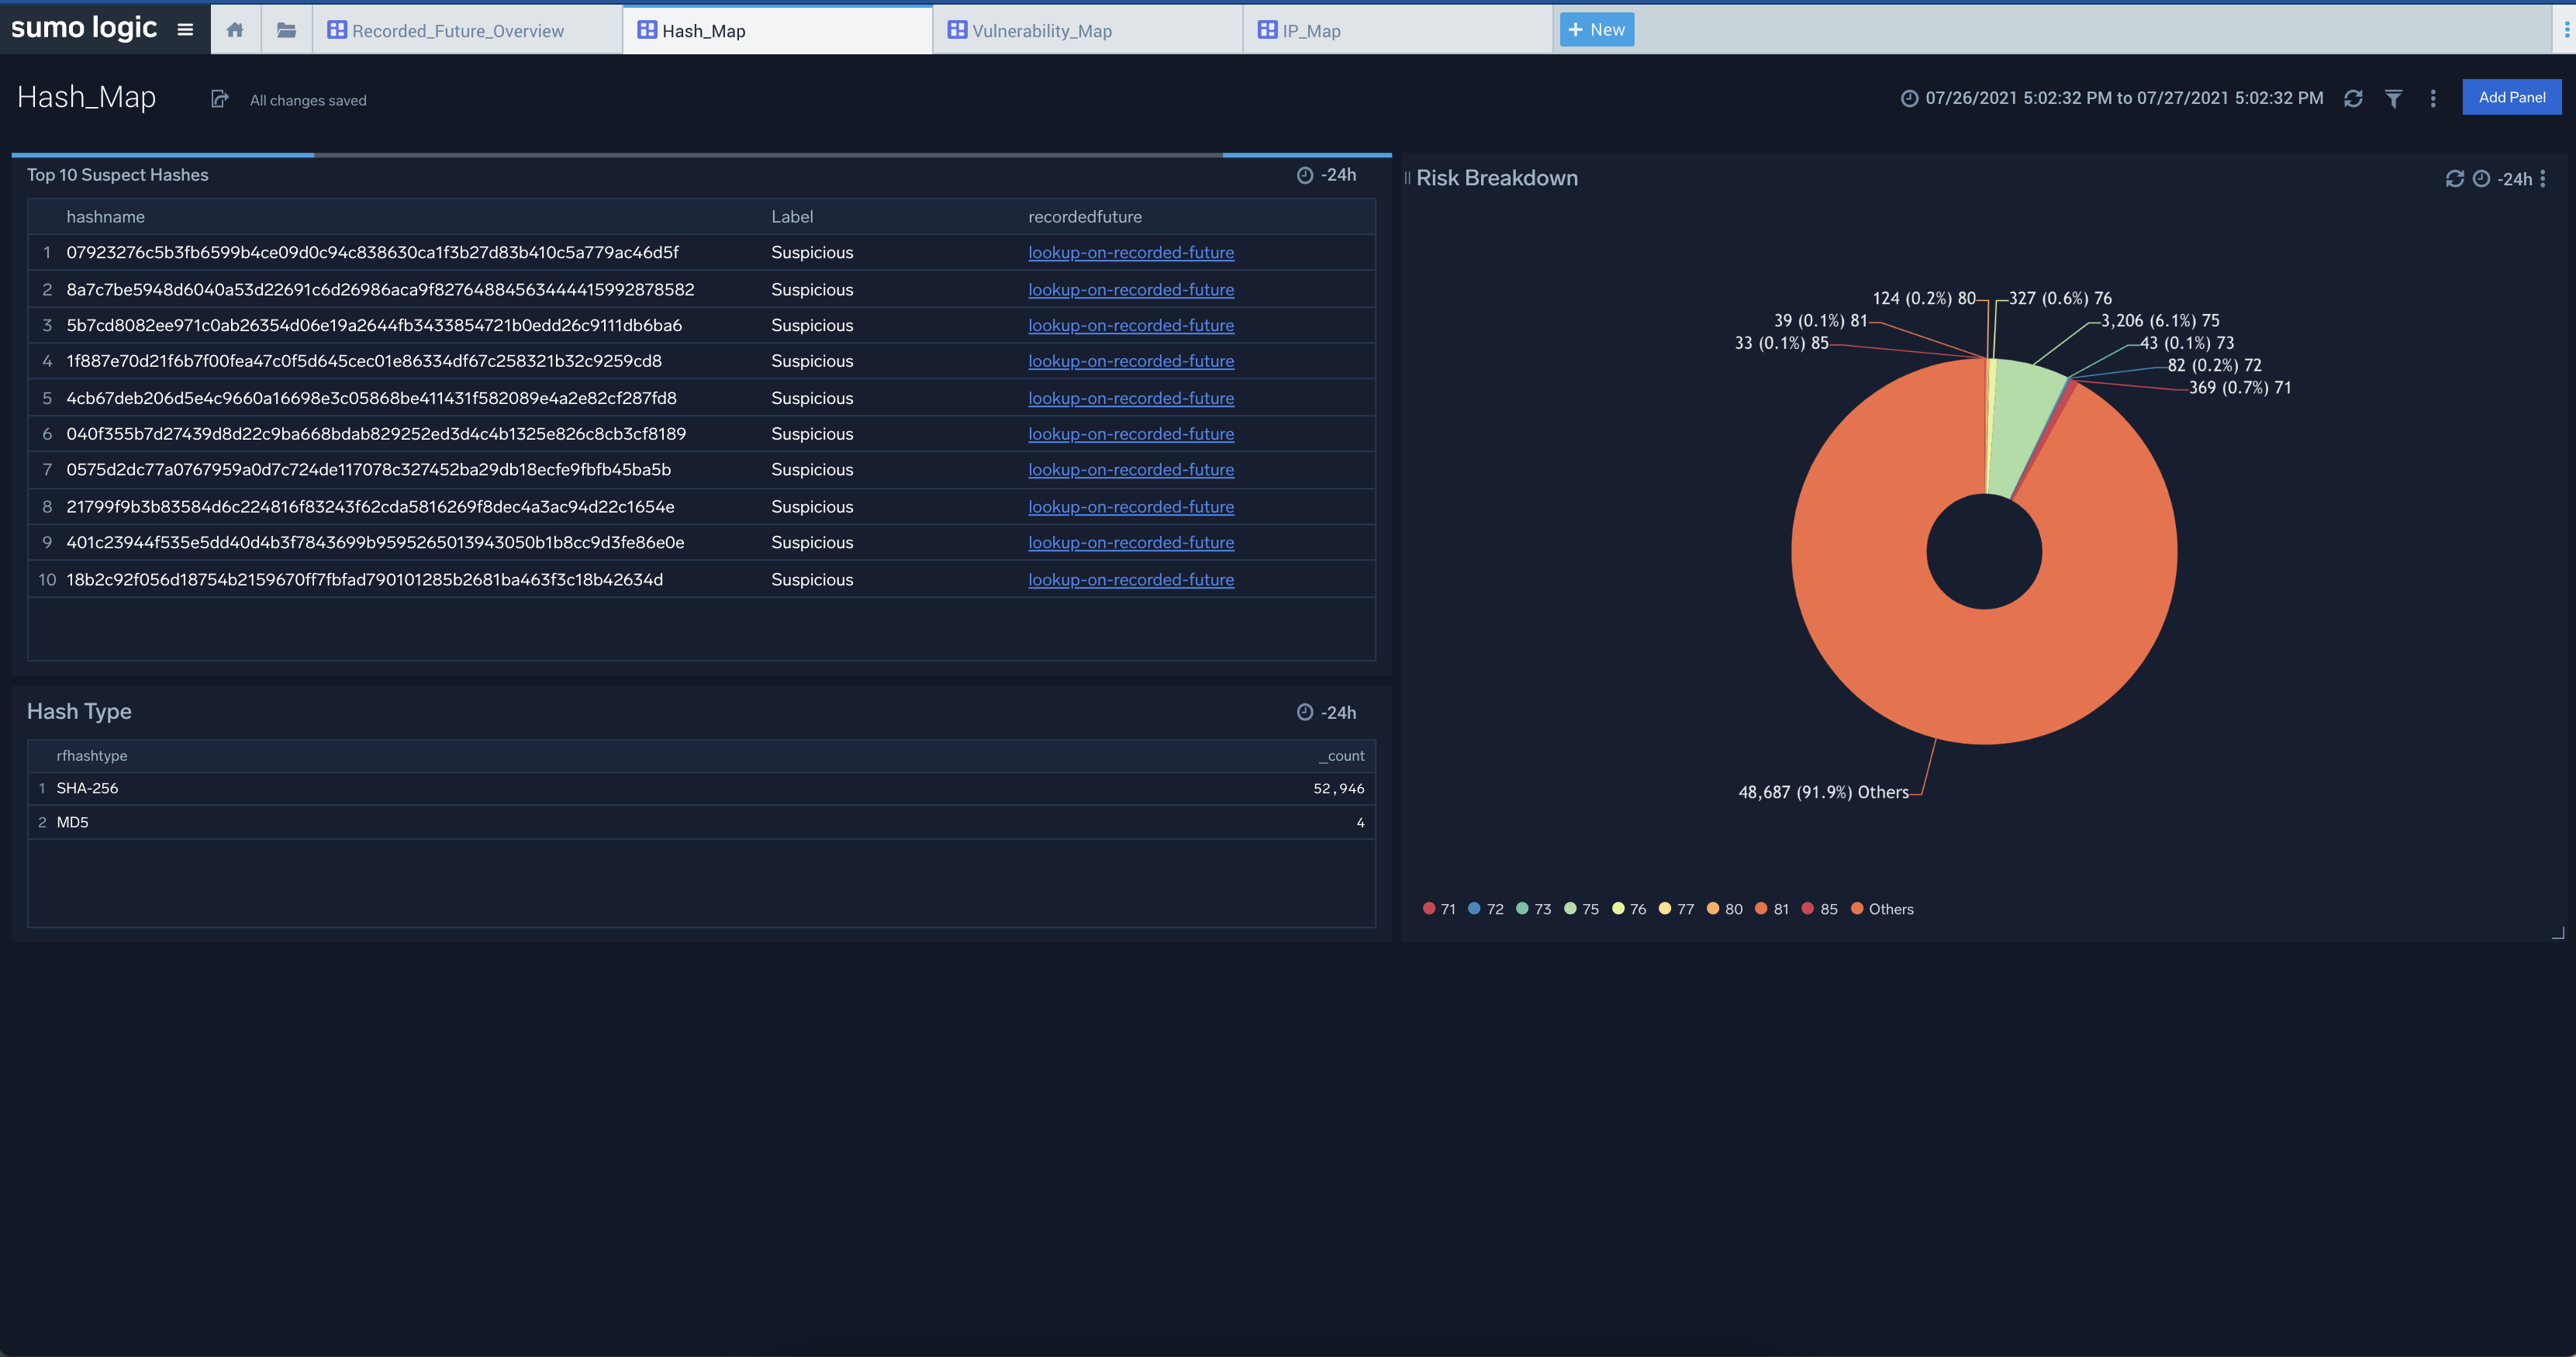 sumo logic
Recorded_Future_Overview
Hash_Map
Vulnerability_Map
IP_Map
+ New
Hash_Map
All changes saved
07/26/2021 5:02:32 PM to 07/27/2021 5:02:32 PM
Add Panel
Top 10 Suspect Hashes
-24h
hashname Label recordedfuture
1 07923276c5b3fb6599b4ce09d0c94c838630ca1f3b27d83b410c5a779ac46d5f Suspicious lookup-on-recorded-future
2 8a7c7be5948d6040a53d22691c6d26986aca9f82764884563444415992878582 Suspicious lookup-on-recorded-future
3 5b7cd8082ee971c0ab26354d06e19a2644fb3433854721b0edd26c9111db6ba6 Suspicious lookup-on-recorded-future
4 1f887e70d21f6b7f00fea47c0f5d645cec01e86334df67c258321b32c9259cd8 Suspicious lookup-on-recorded-future
5 4cb67deb206d5e4c9660a16698e3c05868be411431f582089e4a2e82cf287fd8 Suspicious lookup-on-recorded-future
6 040f355b7d27439d8d22c9ba668bdab829252ed3d4c4b1325e826c8cb3cf8189 Suspicious lookup-on-recorded-future
7 0575d2dc77a0767959a0d7c724de117078c327452ba29db18ecfe9fbfb45ba5b Suspicious lookup-on-recorded-future
8 21799f9b3b83584d6c224816f83243f62cda5816269f8dec4a3ac94d22c1654e Suspicious lookup-on-recorded-future
9 401c23944f535e5dd40d4b3f7843699b9595265013943050b1b8cc9d3fe86e0e Suspicious lookup-on-recorded-future
10 18b2c92f056d18754b2159670ff7fbfad790101285b2681ba463f3c18b42634d Suspicious lookup-on-recorded-future
Hash Type
-24h
rfhashtype _count
1 SHA-256 52,946
2 MD5 4
Risk Breakdown
-24h
124 (0.2%) 80
327 (0.6%) 76
39 (0.1%) 81
3,206 (6.1%) 75
33 (0.1%) 85
43 (0.1%) 73
82 (0.2%) 72
369 (0.7%) 71
48,687 (91.9%) Others
71 72 73 75 76 77 80 81 85 Others